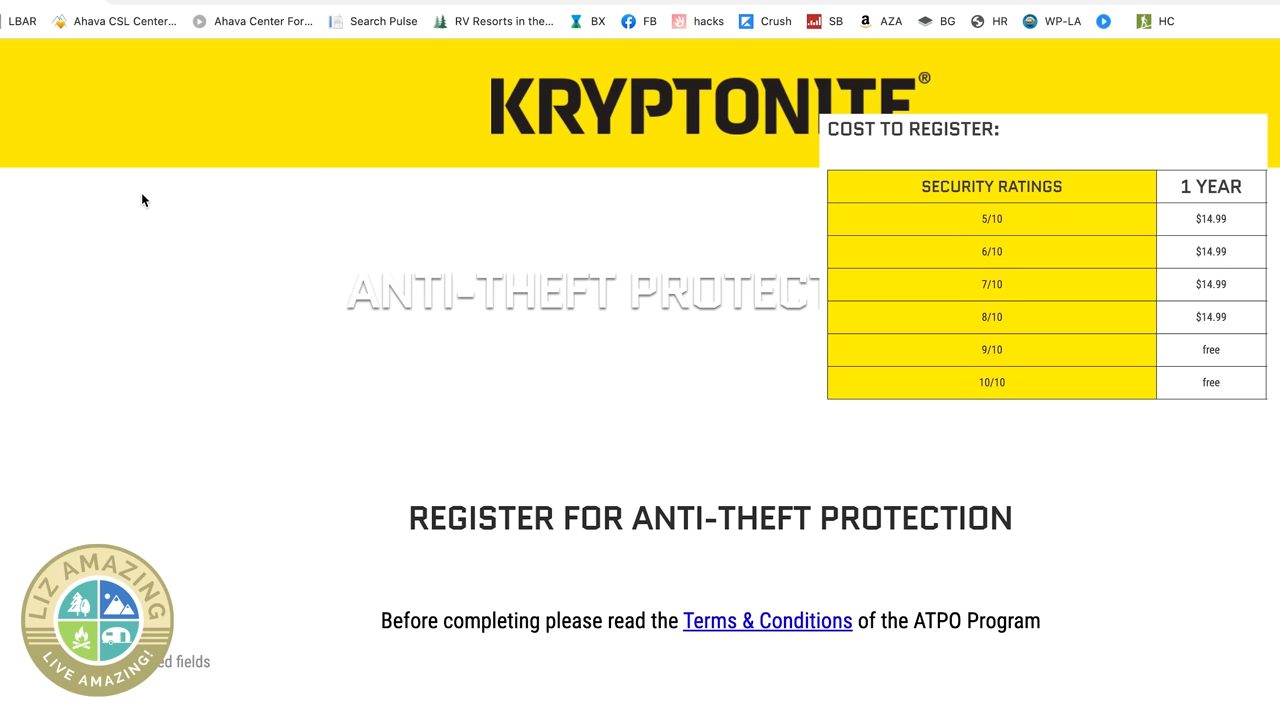 LBAR Ahava CSL Center... Ahava Center For... Search Pulse RV Resorts in the... BX FB hacks Crush SB AZA BG HR WP-LA HC
KRYPTONITE®
COST TO REGISTER:
SECURITY RATINGS 1 YEAR
5/10 $14.99
6/10 $14.99
7/10 $14.99
8/10 $14.99
9/10 free
10/10 free
ANTI-THEFT PROTECT
REGISTER FOR ANTI-THEFT PROTECTION
Before completing please read the Terms & Conditions of the ATPO Program
LIZ AMAZING
LIVE AMAZING!
ed fields